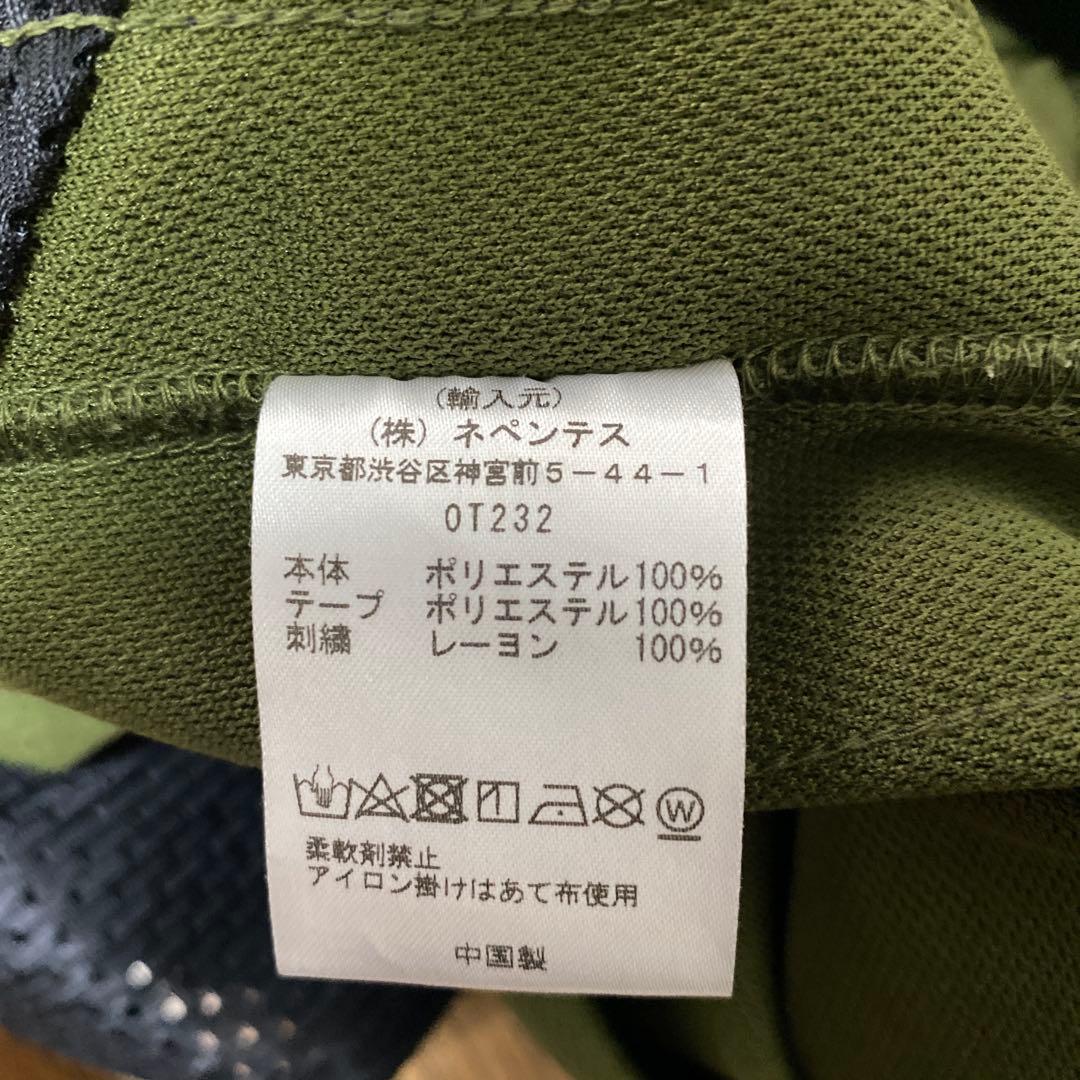 (輸入元)
(株) ネペンテス
東京都渋谷区神宮前5-44-1
OT232
本体 ポリエステル100%
テープ ポリエステル100%
刺繍 レーヨン 100%
W
柔軟剤禁止
アイロン掛けはあて布使用
中国製